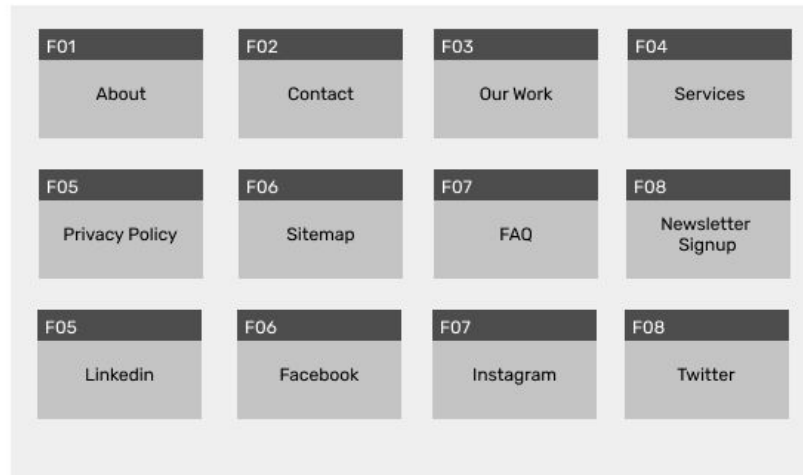 F01 F02 F03 F04
About Contact Our Work Services
F05 F06 F07 F08
Privacy Policy Sitemap FAQ Newsletter
Signup
F05 F06 F07 F08
Linkedin Facebook Instagram Twitter